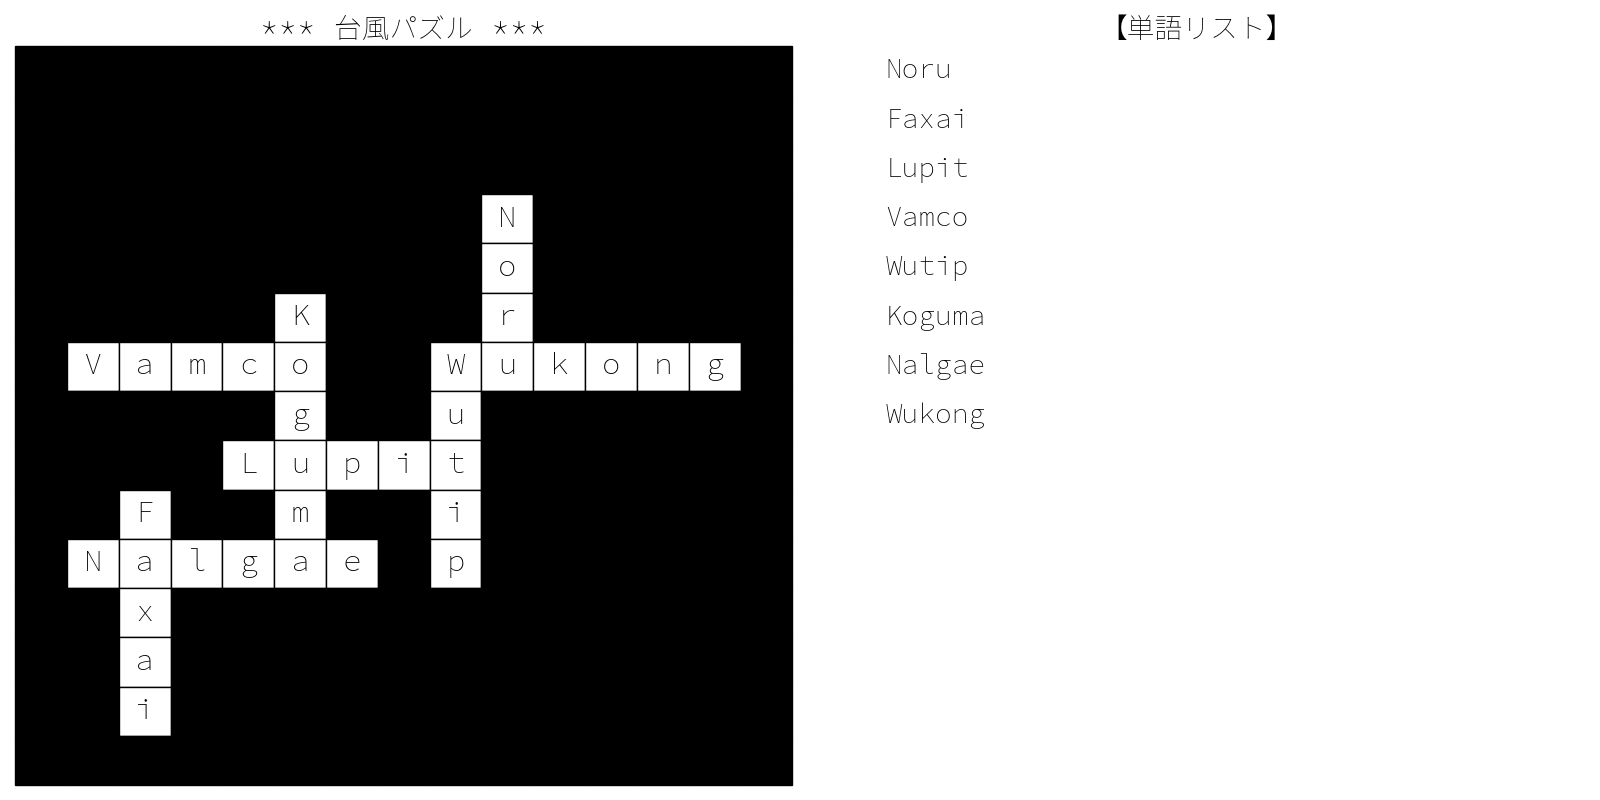 *** 台風パズル ***
N
o
K r
V a m c o W u k o n g
g u
L u p i t
F m i
N a l g a e p
x
a
i
【単語リスト】
Noru
Faxai
Lupit
Vamco
Wutip
Koguma
Nalgae
Wukong